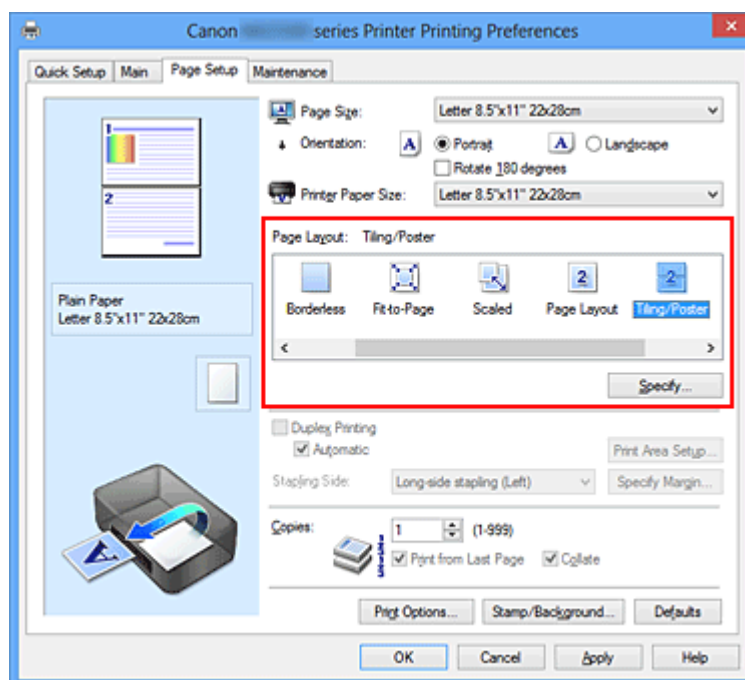 Canon series Printer Printing Preferences
Quick Setup Main Page Setup Maintenance
1
2
Plain Paper
Letter 8.5"x11" 22x28cm
Page Size: Letter 8.5"x11" 22x28cm
Orientation: A Portrait A Landscape
Rotate 180 degrees
Printer Paper Size: Letter 8.5"x11" 22x28cm
Page Layout: Tiling/Poster
2 2
Borderless Fit-to-Page Scaled Page Layout Tiling/Poster
Specify...
Duplex Printing
Automatic Print Area Setup...
Stapling Side: Long-side stapling (Left) Specify Margin...
Copies: 1 (1-999)
Print from Last Page Collate
A
Print Options... Stamp/Background... Defaults
OK Cancel Apply Help